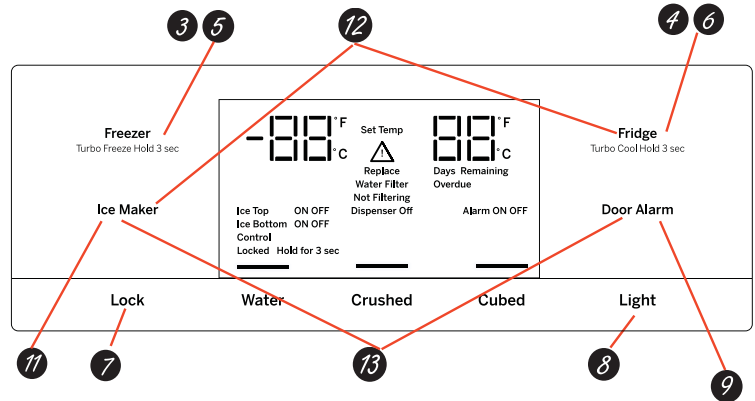 3 5 12 4 6
-88 °F
°C
Set Temp
88 °F
°C
Freezer
Turbo Freeze Hold 3 sec
Fridge
Turbo Cool Hold 3 sec
Replace
Water Filter
Not Filtering
Dispenser Off
Days Remaining
Overdue
Ice Maker
Ice Top ON OFF
Ice Bottom ON OFF
Control
Locked Hold for 3 sec
Alarm ON OFF
Door Alarm
Lock Water Crushed Cubed Light
11 7 13 8 9